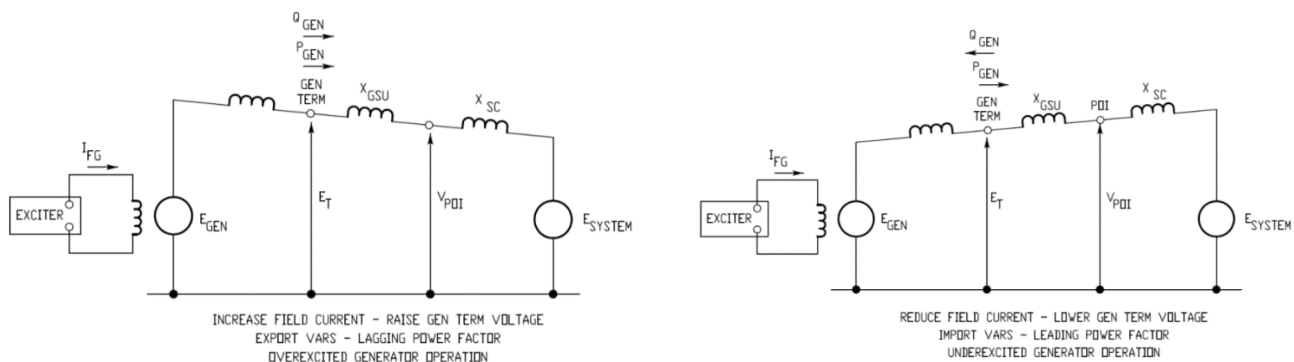 Q GEN
P GEN
GEN
TERM
X GSU
X SC
I FG
EXCITER
E GEN
E T
V POI
E SYSTEM
INCREASE FIELD CURRENT - RAISE GEN TERM VOLTAGE
EXPORT VARS - LAGGING POWER FACTOR
OVEREXCITED GENERATOR OPERATION
Q GEN
P GEN
GEN
TERM
X GSU
POI
X SC
I FG
EXCITER
E GEN
E T
V POI
E SYSTEM
REDUCE FIELD CURRENT - LOWER GEN TERM VOLTAGE
IMPORT VARS - LEADING POWER FACTOR
UNDEREXCITED GENERATOR OPERATION